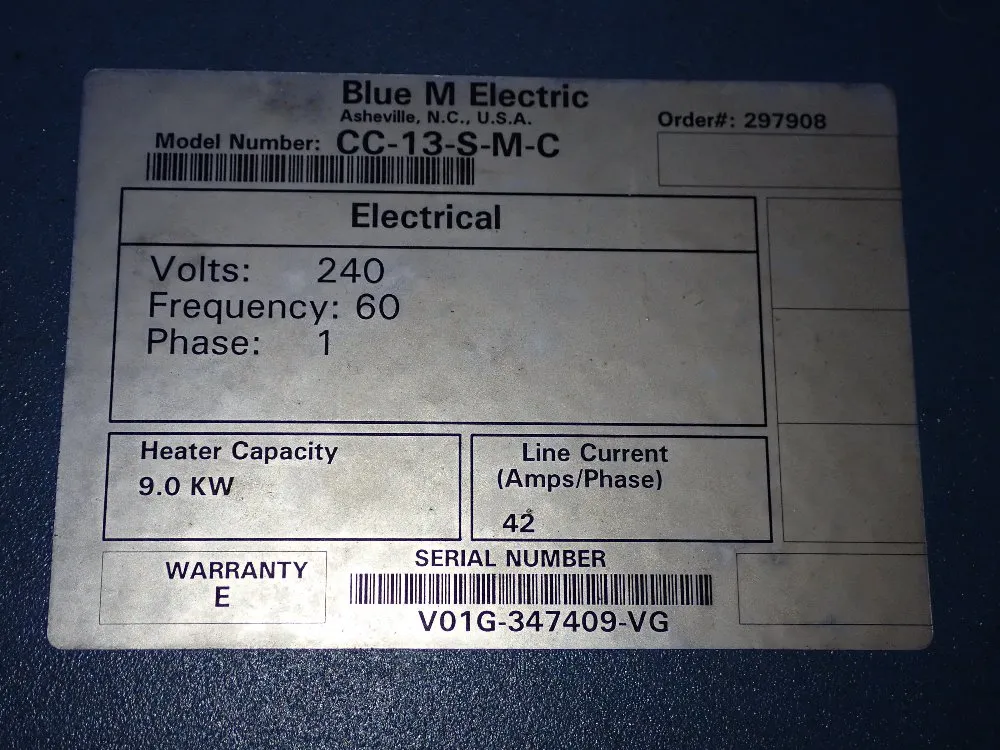 Blue M Electric
Asheville, N.C., U.S.A.
Order#: 297908
Model Number: CC-13-S-M-C
Electrical
Volts: 240
Frequency: 60
Phase: 1
Heater Capacity
9.0 KW
Line Current
(Amps/Phase)
42
WARRANTY
E
SERIAL NUMBER
V01G-347409-VG